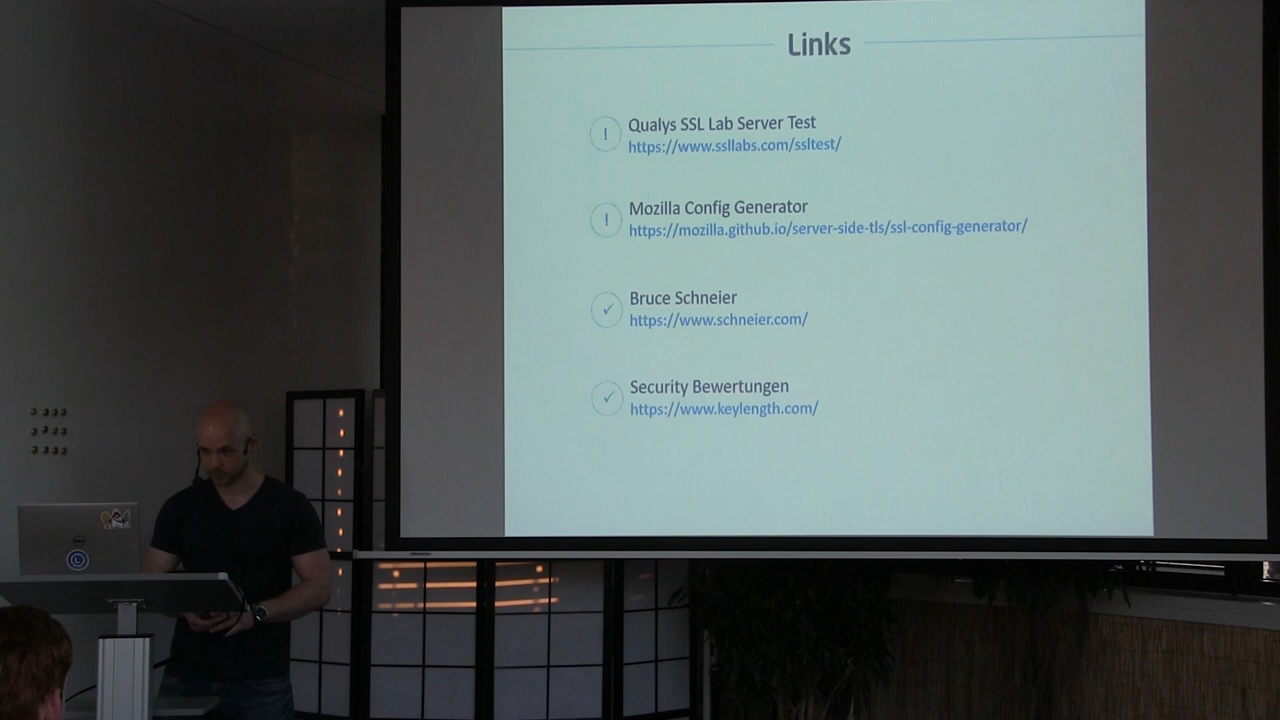 Links
Qualys SSL Lab Server Test
https://www.ssllabs.com/ssltest/
Mozilla Config Generator
https://mozilla.github.io/server-side-tls/ssl-config-generator/
Bruce Schneier
https://www.schneier.com/
Security Bewertungen
https://www.keylength.com/